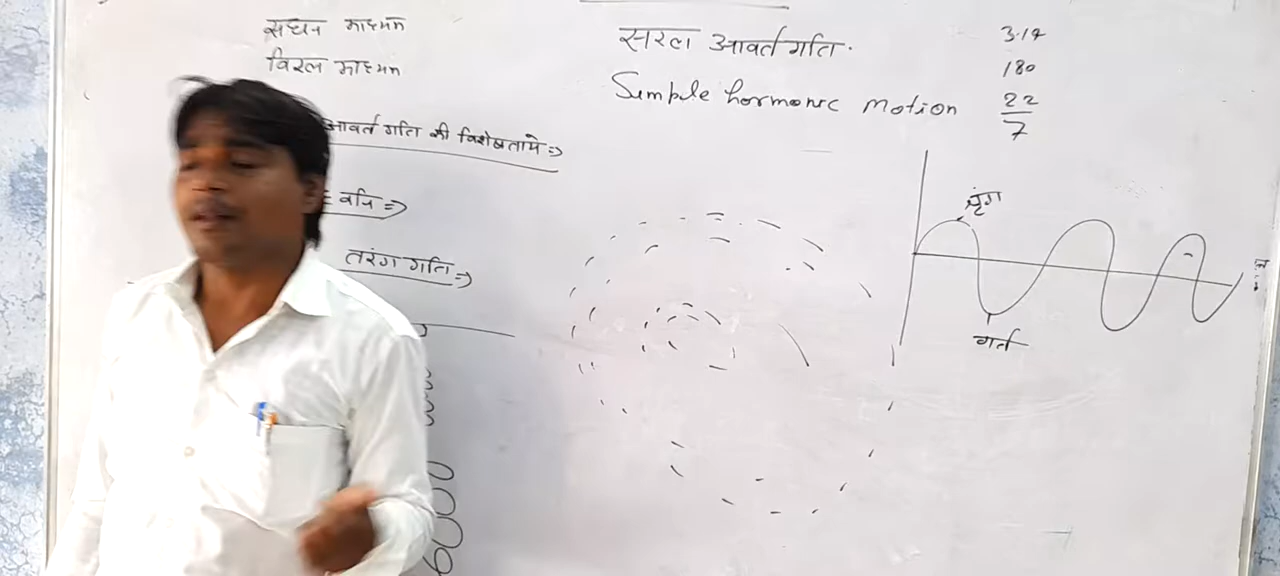 सघन माध्यम
विरल माध्यम
आवर्त गति की विशेषतायें ⇒
तरंग गति ⇒
सरल आवर्त गति.
Simple hormonic motion
3.14
180
22
7
श्रृंग
गर्त